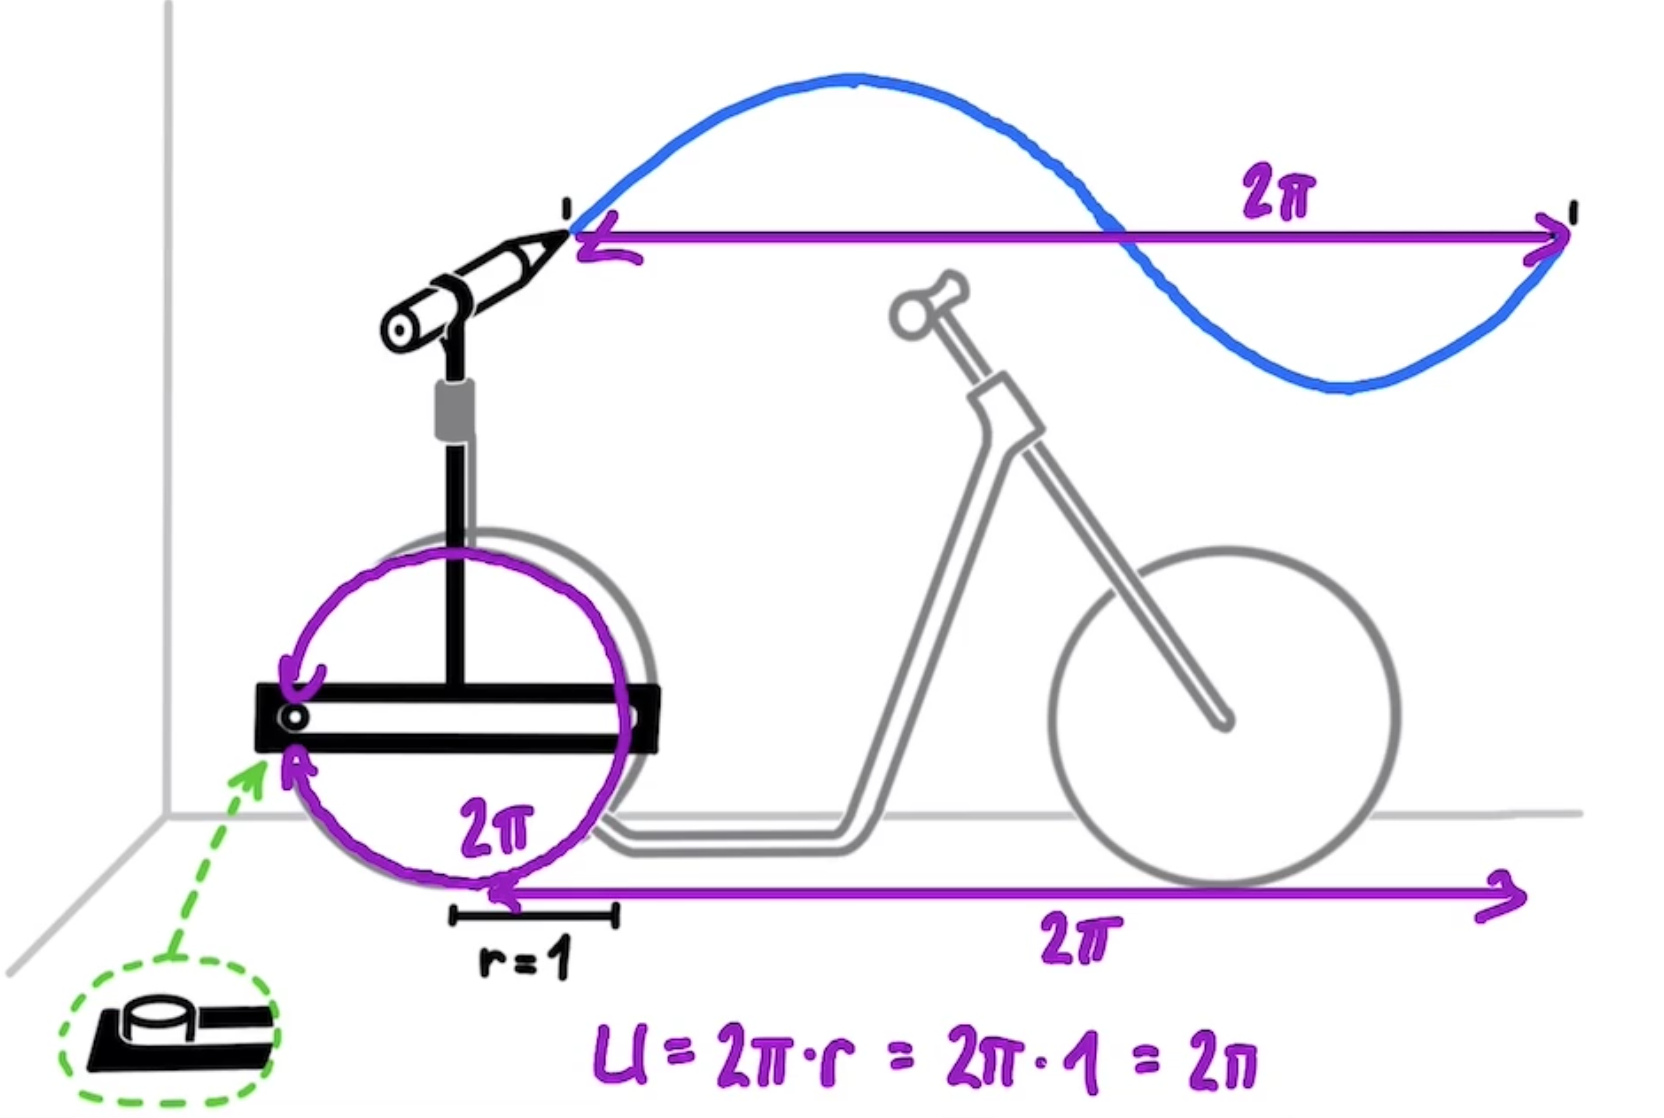 2π
2π
2π
r=1
U = 2π·r = 2π·1 = 2π